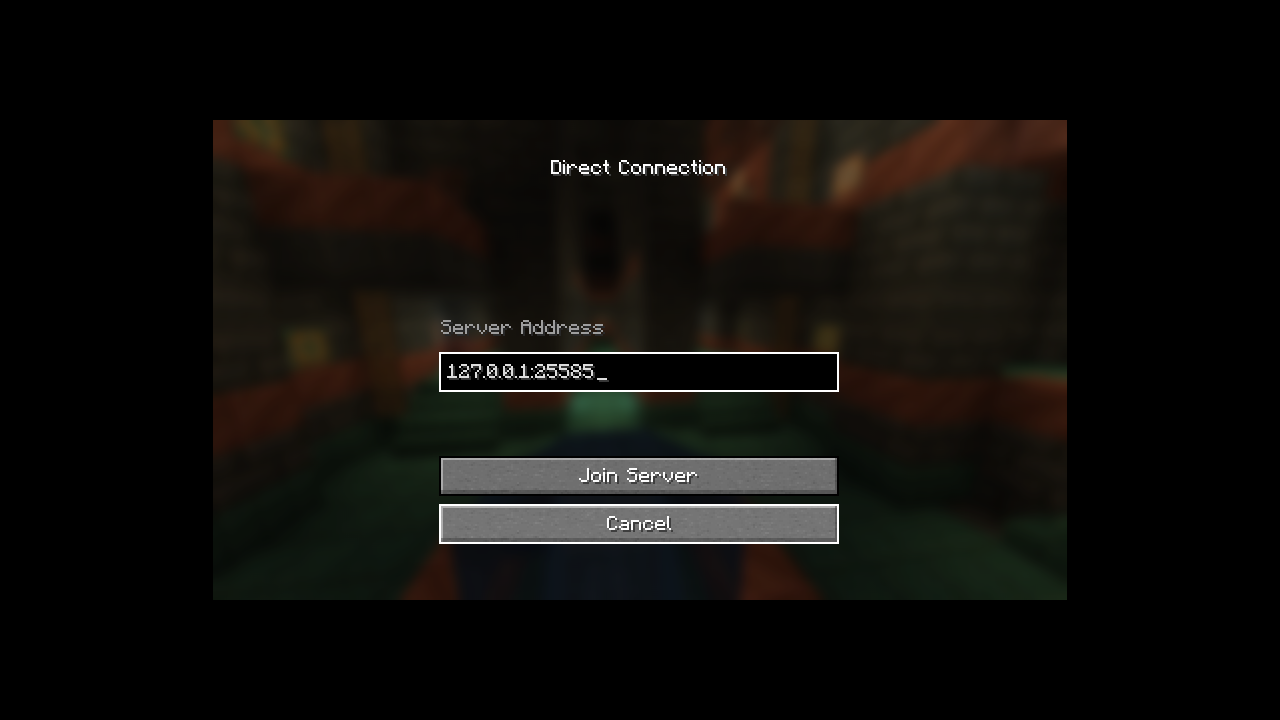 Direct Connection
Server Address
127.0.0.1:25585_
Join Server
Cancel